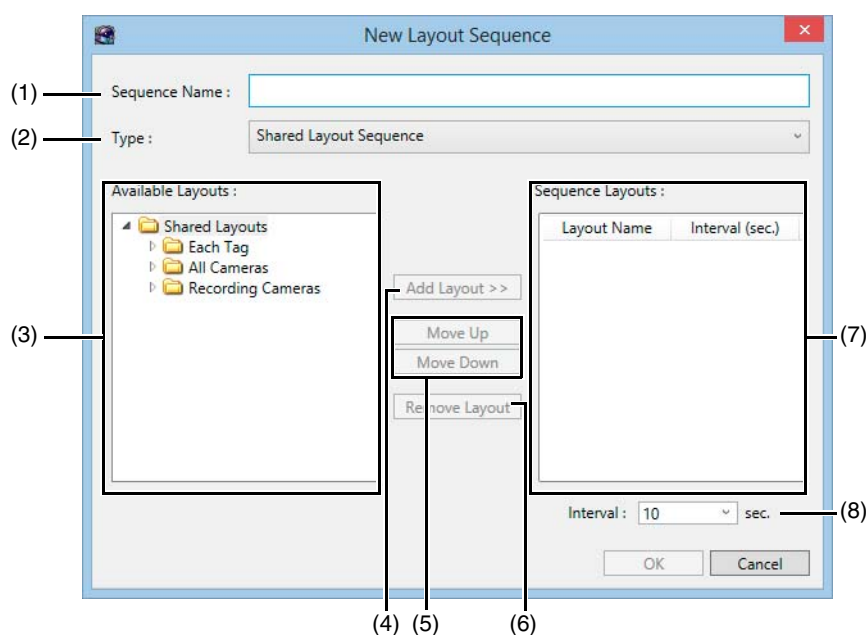 New Layout Sequence
(1)
Sequence Name :
(2)
Type :
Shared Layout Sequence
Available Layouts :
Sequence Layouts :
Shared Layouts
Each Tag
All Cameras
Recording Cameras
Layout Name
Interval (sec.)
Add Layout >>
(3)
Move Up
Move Down
(7)
Remove Layout
Interval :
10
sec.
(8)
OK
Cancel
(4)
(5)
(6)